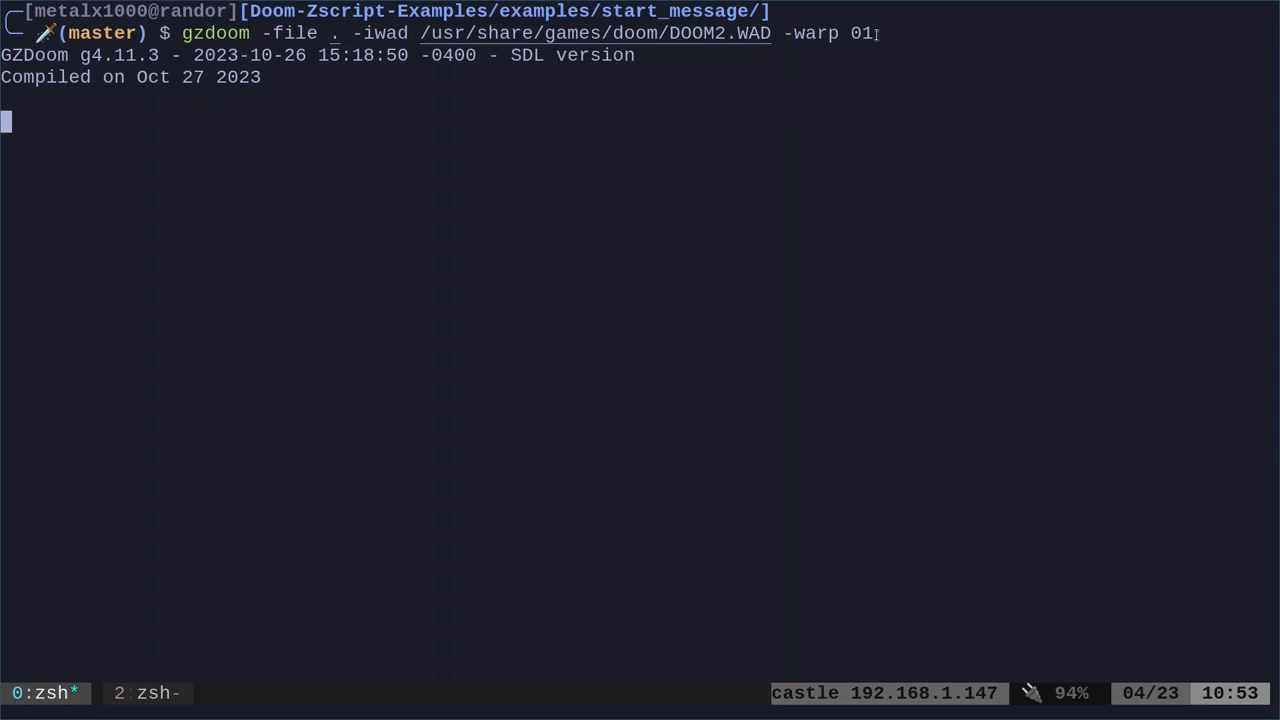 [metalx1000@randor][Doom-Zscript-Examples/examples/start_message/]
(master) $ gzdoom -file . -iwad /usr/share/games/doom/DOOM2.WAD -warp 01
GZDoom g4.11.3 - 2023-10-26 15:18:50 -0400 - SDL version
Compiled on Oct 27 2023
0:zsh* 2 zsh- castle 192.168.1.147 94% 04/23 10:53